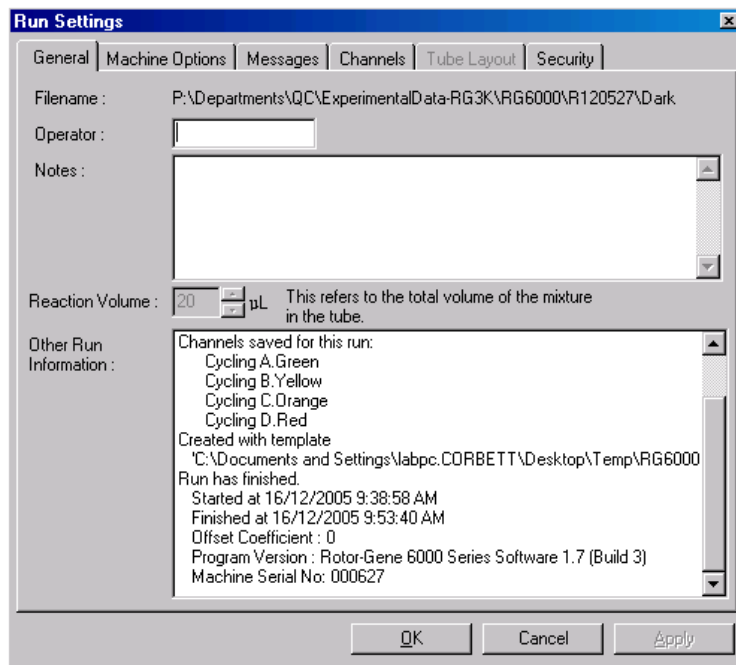 Run Settings
General Machine Options Messages Channels Tube Layout Security
Filename : P:\Departments\QC\ExperimentalData-RG3K\RG6000\R120527\Dark
Operator :
Notes :
Reaction Volume : 20 µL This refers to the total volume of the mixture
in the tube.
Other Run
Information :
Channels saved for this run:
Cycling A.Green
Cycling B.Yellow
Cycling C.Orange
Cycling D.Red
Created with template
'C:\Documents and Settings\labpc.CORBETT\Desktop\Temp\RG6000
Run has finished.
Started at 16/12/2005 9:38:58 AM
Finished at 16/12/2005 9:53:40 AM
Offset Coefficient : 0
Program Version : Rotor-Gene 6000 Series Software 1.7 (Build 3)
Machine Serial No: 000627
OK Cancel Apply